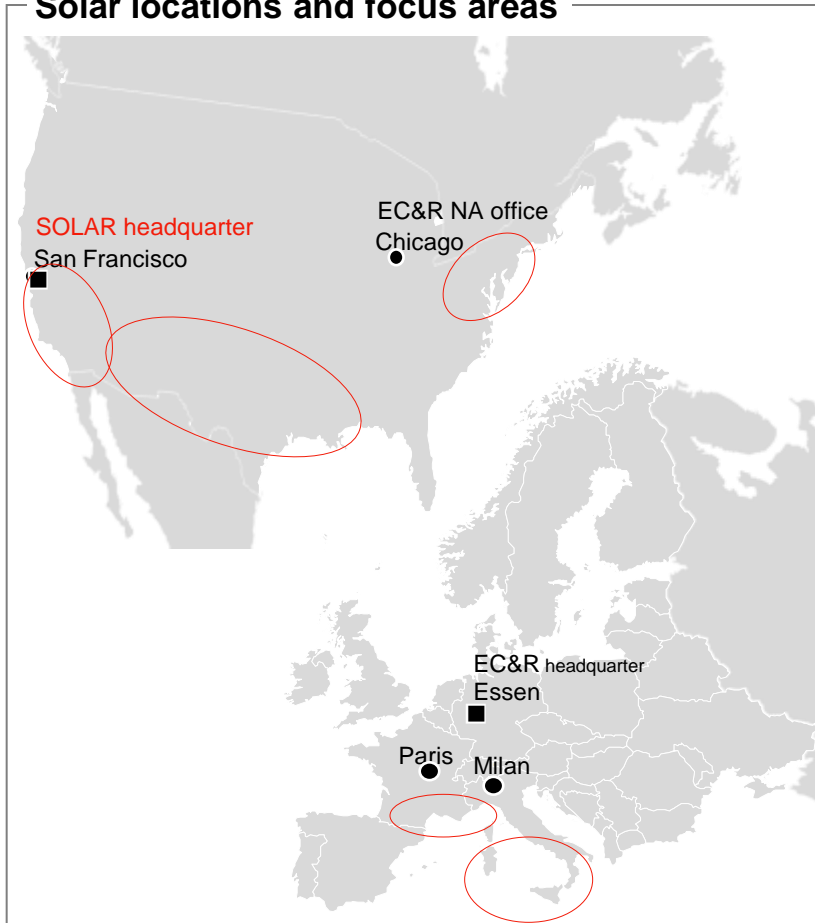 Solar locations and focus areas
SOLAR headquarter
San Francisco
EC&R NA office
Chicago
EC&R headquarter
Essen
Paris
Milan